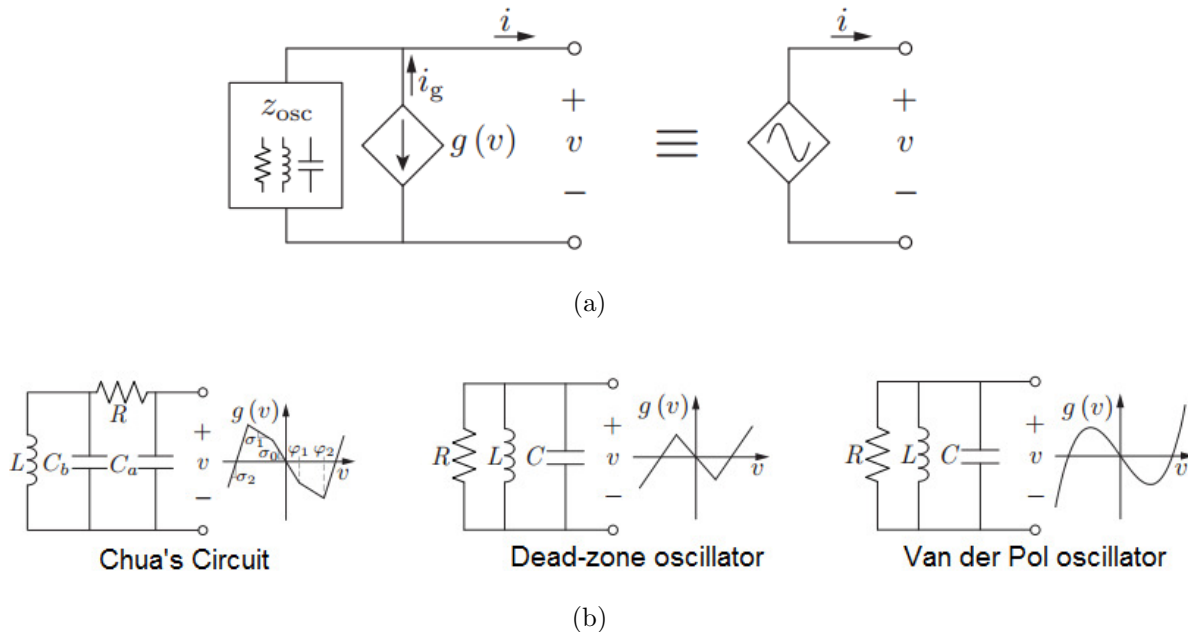 i
i
z_osc
i_g
g (v)
+
v
−
≡
+
v
−
(a)
R
L
C_b
C_a
+
v
−
g (v)
σ_1
σ_0
σ_2
φ_1
φ_2
v
R
L
C
+
v
−
g (v)
v
R
L
C
+
v
−
g (v)
v
Chua's Circuit
Dead-zone oscillator
Van der Pol oscillator
(b)